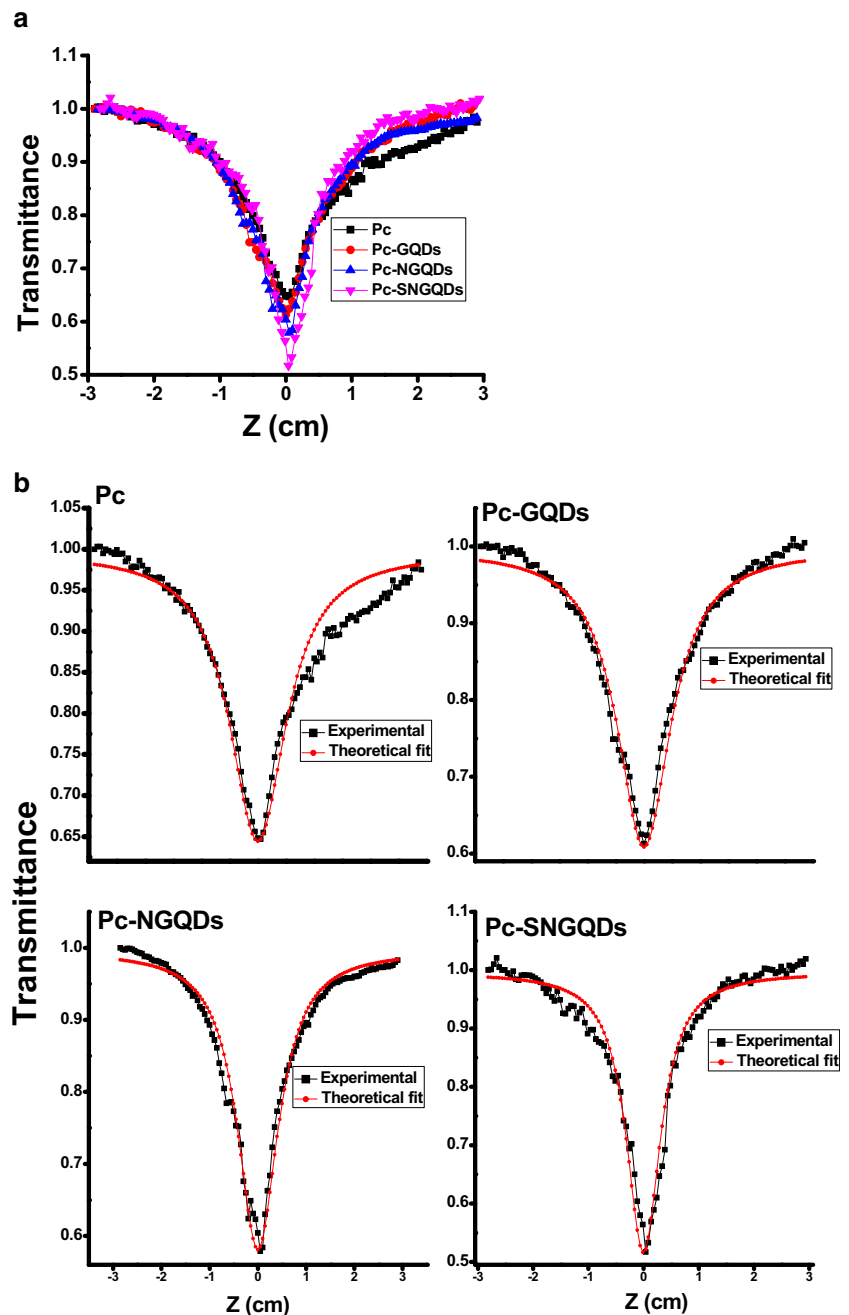 a
1.1
1.0
0.9
0.8
0.7
0.6
0.5
Transmittance
Pc
Pc-GQDs
Pc-NGQDs
Pc-SNGQDs
-3 -2 -1 0 1 2 3
Z (cm)
b
Transmittance
Pc
1.05
1.00
0.95
0.90
0.85
0.80
0.75
0.70
0.65
Experimental
Theoretical fit
Pc-GQDs
1.0
0.9
0.8
0.7
0.6
Experimental
Theoretical fit
Pc-NGQDs
1.0
0.9
0.8
0.7
0.6
Experimental
Theoretical fit
-3 -2 -1 0 1 2 3
Z (cm)
Pc-SNGQDs
1.1
1.0
0.9
0.8
0.7
0.6
0.5
Experimental
Theoretical fit
-3 -2 -1 0 1 2 3
Z (cm)